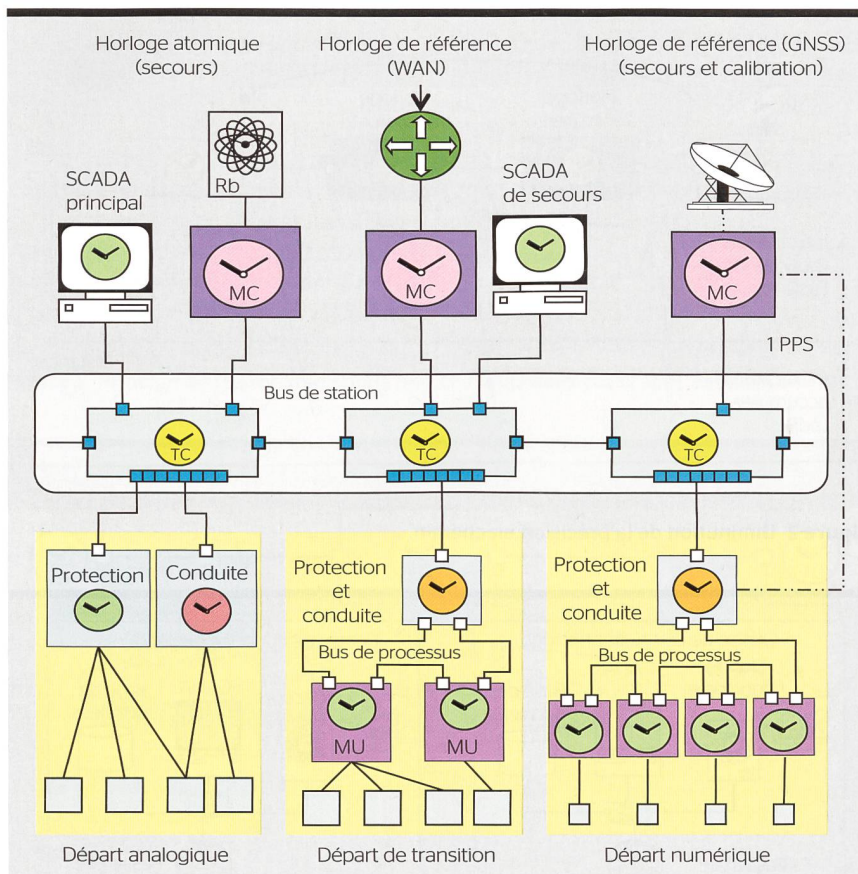 Horloge atomique
(secours)
Horloge de référence
(WAN)
Horloge de référence (GNSS)
(secours et calibration)
Rb
SCADA
principal
SCADA
de secours
MC
MC
MC
1 PPS
Bus de station
TC
TC
TC
Protection
Conduite
Protection
et
conduite
Protection
et
conduite
Bus de processus
Bus de processus
MU
MU
Départ analogique
Départ de transition
Départ numérique